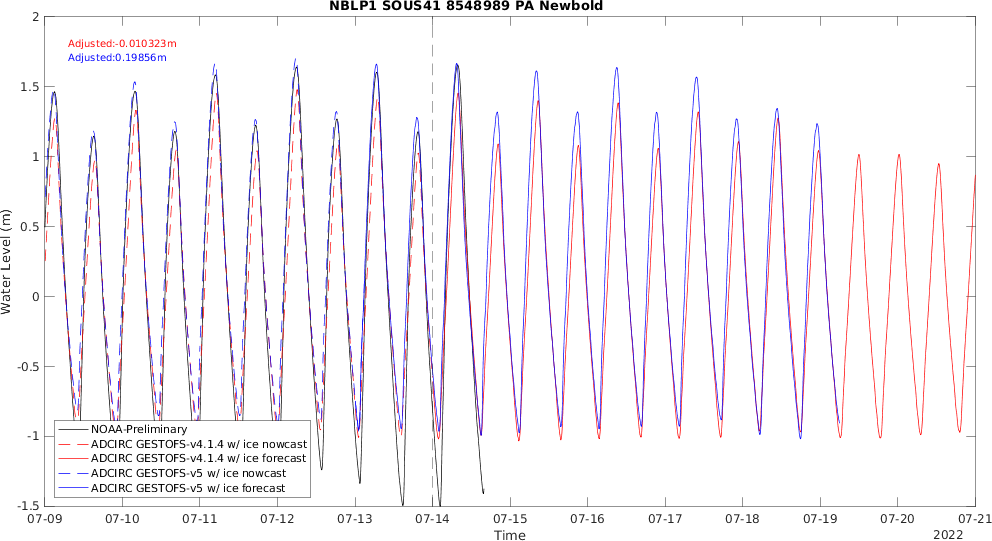 NBLP1 SOUS41 8548989 PA Newbold
Adjusted:-0.010323m
Adjusted:0.19856m
Water Level (m)
2
1.5
1
0.5
0
-0.5
-1
-1.5
NOAA-Preliminary
ADCIRC GESTOFS-v4.1.4 w/ ice nowcast
ADCIRC GESTOFS-v4.1.4 w/ ice forecast
ADCIRC GESTOFS-v5 w/ ice nowcast
ADCIRC GESTOFS-v5 w/ ice forecast
07-09 07-10 07-11 07-12 07-13 07-14 07-15 07-16 07-17 07-18 07-19 07-20 07-21
Time
2022